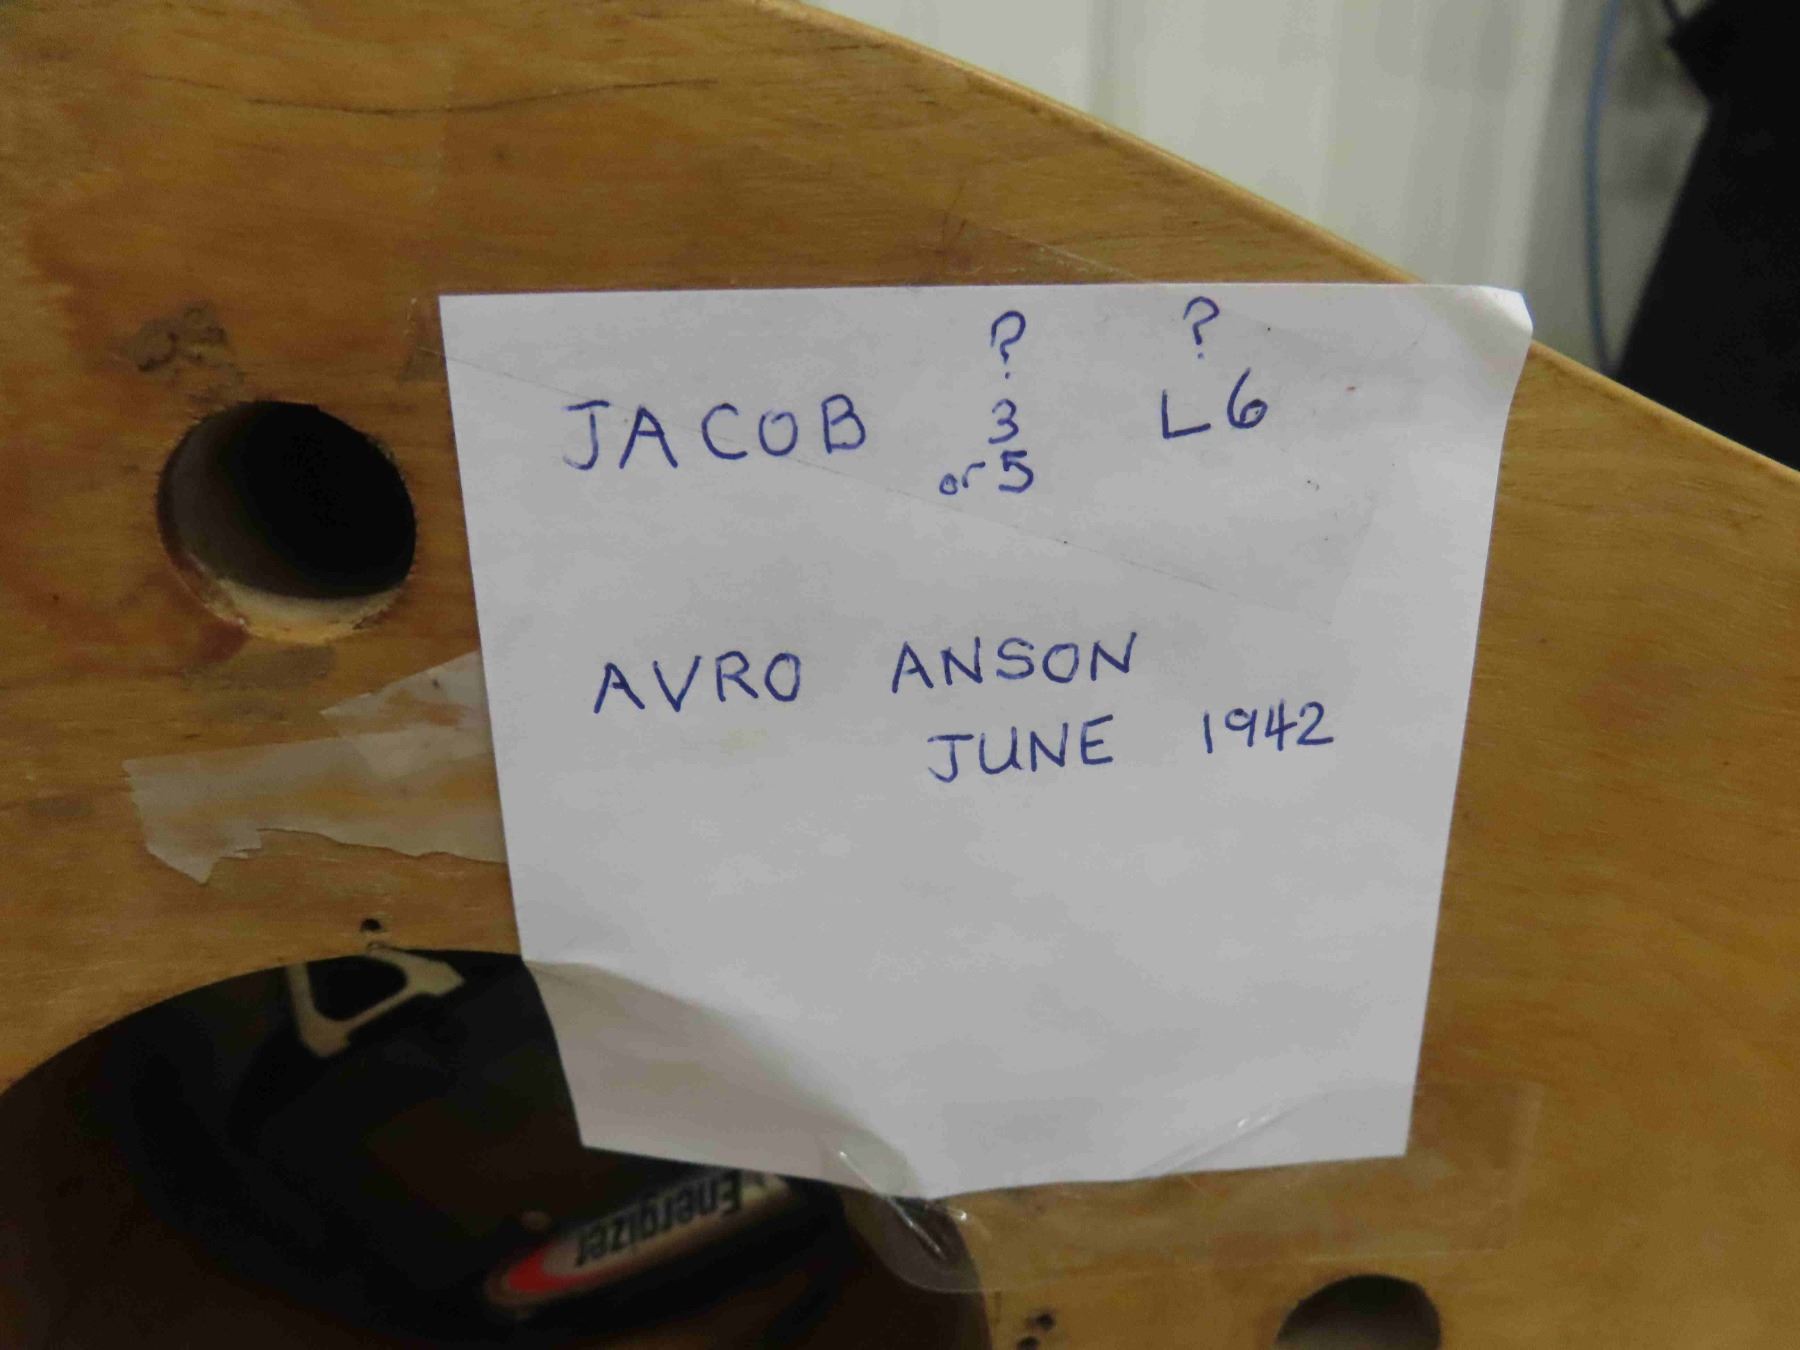 ? ?
JACOB 3 L6
or 5
AVRO ANSON
JUNE 1942
Energizer